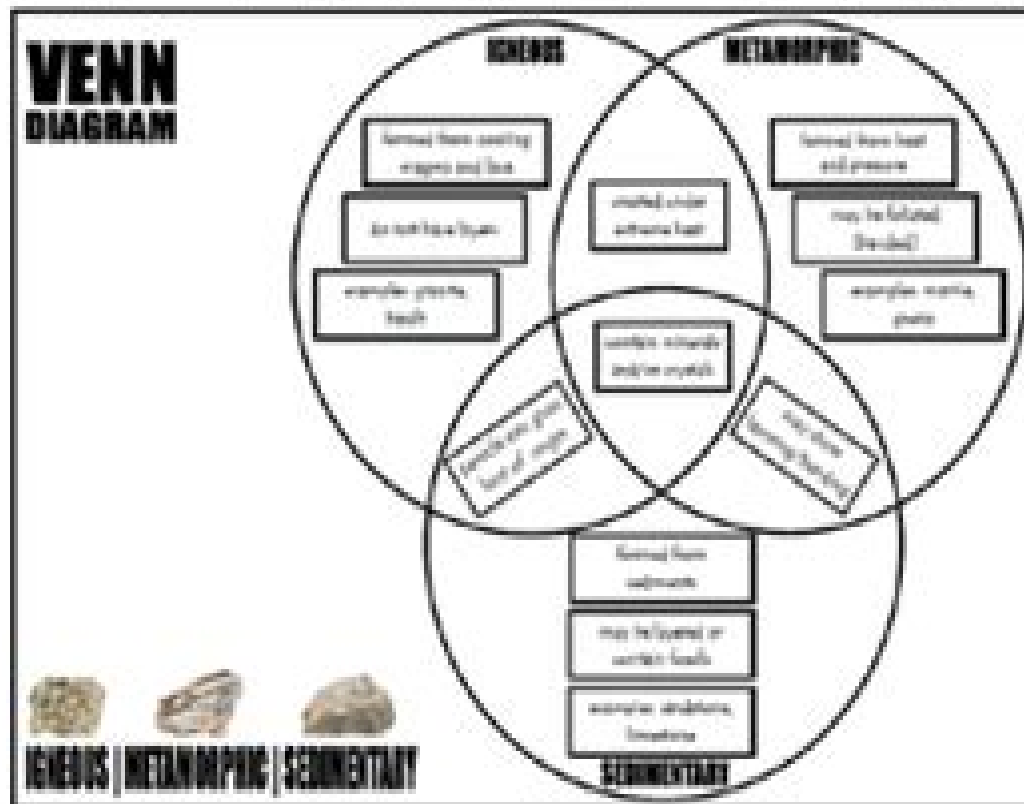 VENN
DIAGRAM
IGNEOUS
METAMORPHIC
formed from cooling
magma and lava
do not have layers
examples: granite,
basalt
created under
extreme heat
formed from heat
and pressure
may be foliated
(banded)
examples: marble,
contain minerals
and/or crystals
may show
formed from
sediments
may be layered or
contain fossils
examples: sandstone,
limestone
SEDIMENTARY
IGNEOUS | METAMORPHIC | SEDIMENTARY